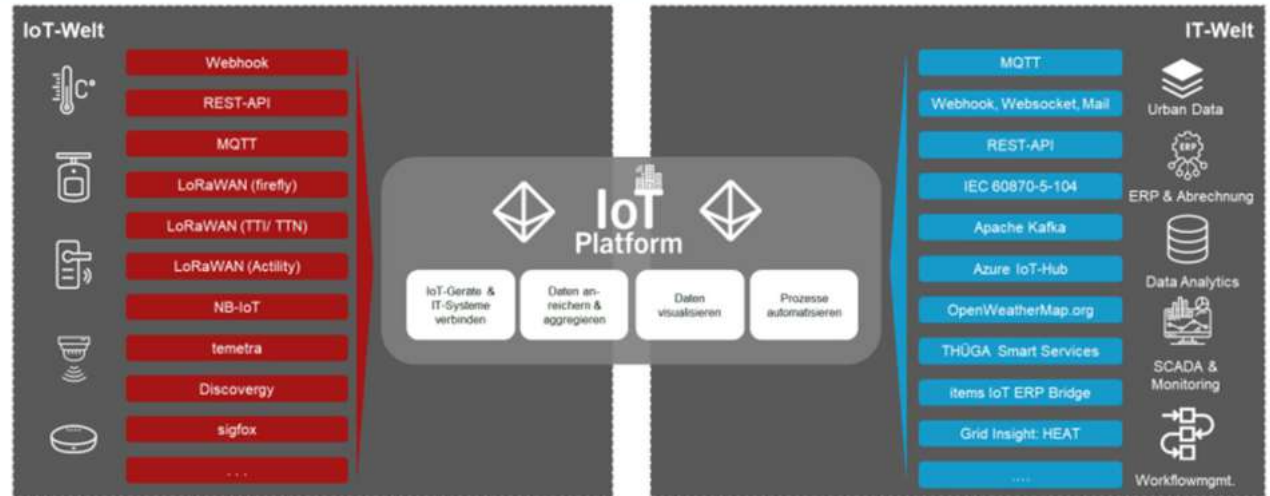 IoT-Welt
C°
Webhook
REST-API
MQTT
LoRaWAN (firefly)
LoRaWAN (TTI/ TTN)
LoRaWAN (Actility)
NB-IoT
temetra
Discovergy
sigfox
. . .
IoT
Platform
IoT-Geräte &
IT-Systeme
verbinden
Daten an-
reichern &
aggregieren
Daten
visualisieren
Prozesse
automatisieren
IT-Welt
MQTT
Webhook, Websocket, Mail
REST-API
IEC 60870-5-104
Apache Kafka
Azure IoT-Hub
OpenWeatherMap.org
THÜGA Smart Services
items IoT ERP Bridge
Grid Insight: HEAT
....
Urban Data
ERP
ERP & Abrechnung
Data Analytics
SCADA &
Monitoring
Workflowmgmt.